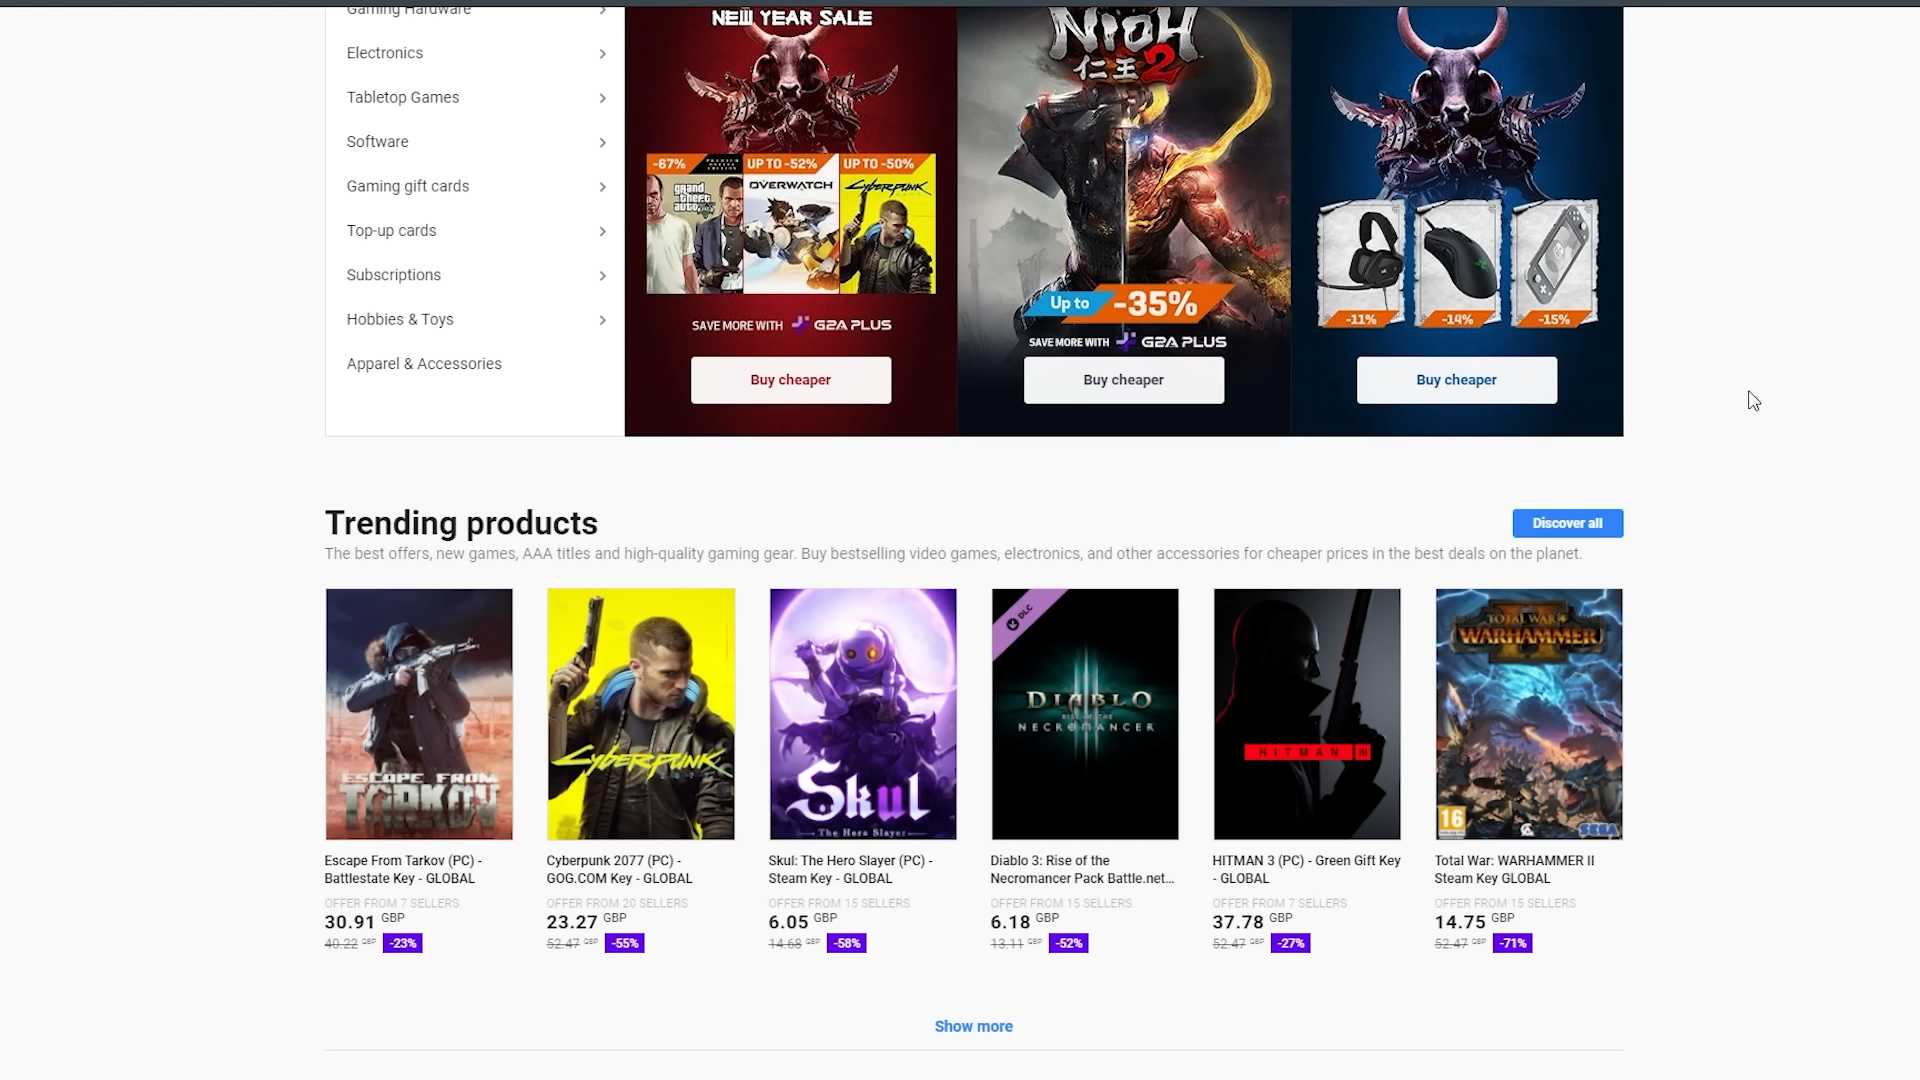 Gaming Hardware
Electronics
Tabletop Games
Software
Gaming gift cards
Top-up cards
Subscriptions
Hobbies & Toys
Apparel & Accessories
NEW YEAR SALE
-67%
UP TO -52%
UP TO -50%
grand
theft
auto
OVERWATCH
Cyberpunk
SAVE MORE WITH G2A PLUS
Buy cheaper
NIOH
仁王2
Up to -35%
SAVE MORE WITH G2A PLUS
Buy cheaper
-11%
-14%
-15%
Buy cheaper
Trending products
Discover all
The best offers, new games, AAA titles and high-quality gaming gear. Buy bestselling video games, electronics, and other accessories for cheaper prices in the best deals on the planet.
ESCAPE FROM
TARKOV
Escape From Tarkov (PC) -
Battlestate Key - GLOBAL
OFFER FROM 7 SELLERS
30.91 GBP
40.22 GBP -23%
Cyberpunk
Cyberpunk 2077 (PC) -
GOG.COM Key - GLOBAL
OFFER FROM 20 SELLERS
23.27 GBP
52.47 GBP -55%
Skul
The Hero Slayer
Skul: The Hero Slayer (PC) -
Steam Key - GLOBAL
OFFER FROM 15 SELLERS
6.05 GBP
14.68 GBP -58%
DLC
DIABLO
RISE OF THE
NECROMANCER
Diablo 3: Rise of the
Necromancer Pack Battle.net...
OFFER FROM 15 SELLERS
6.18 GBP
13.11 GBP -52%
HITMAN III
HITMAN 3 (PC) - Green Gift Key
- GLOBAL
OFFER FROM 7 SELLERS
37.78 GBP
52.47 GBP -27%
TOTAL WAR
WARHAMMER
II
16
SEGA
Total War: WARHAMMER II
Steam Key GLOBAL
OFFER FROM 15 SELLERS
14.75 GBP
52.47 GBP -71%
Show more